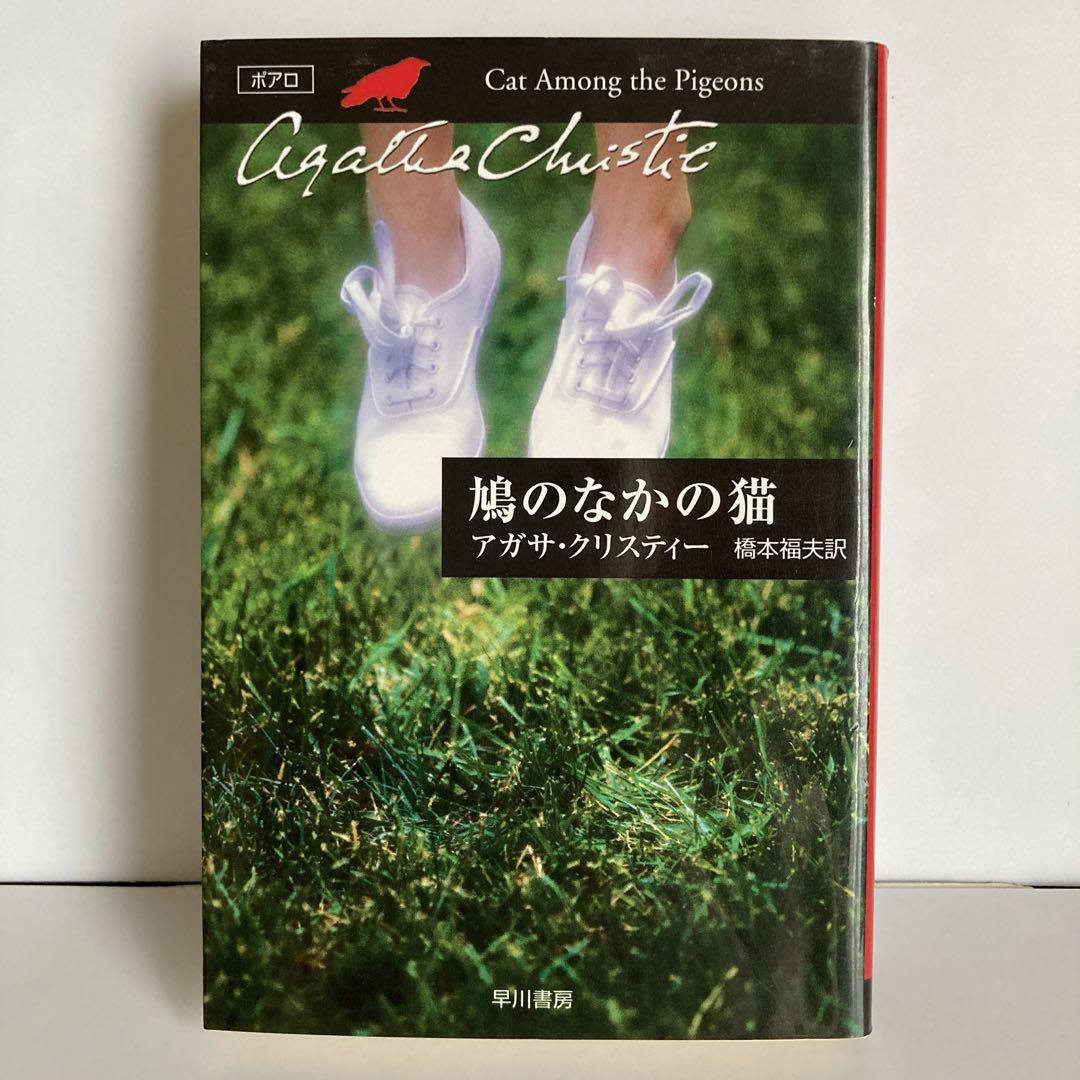 ポアロ
Cat Among the Pigeons
Agatha Christie
鳩のなかの猫
アガサ・クリスティー 橋本福夫訳
早川書房